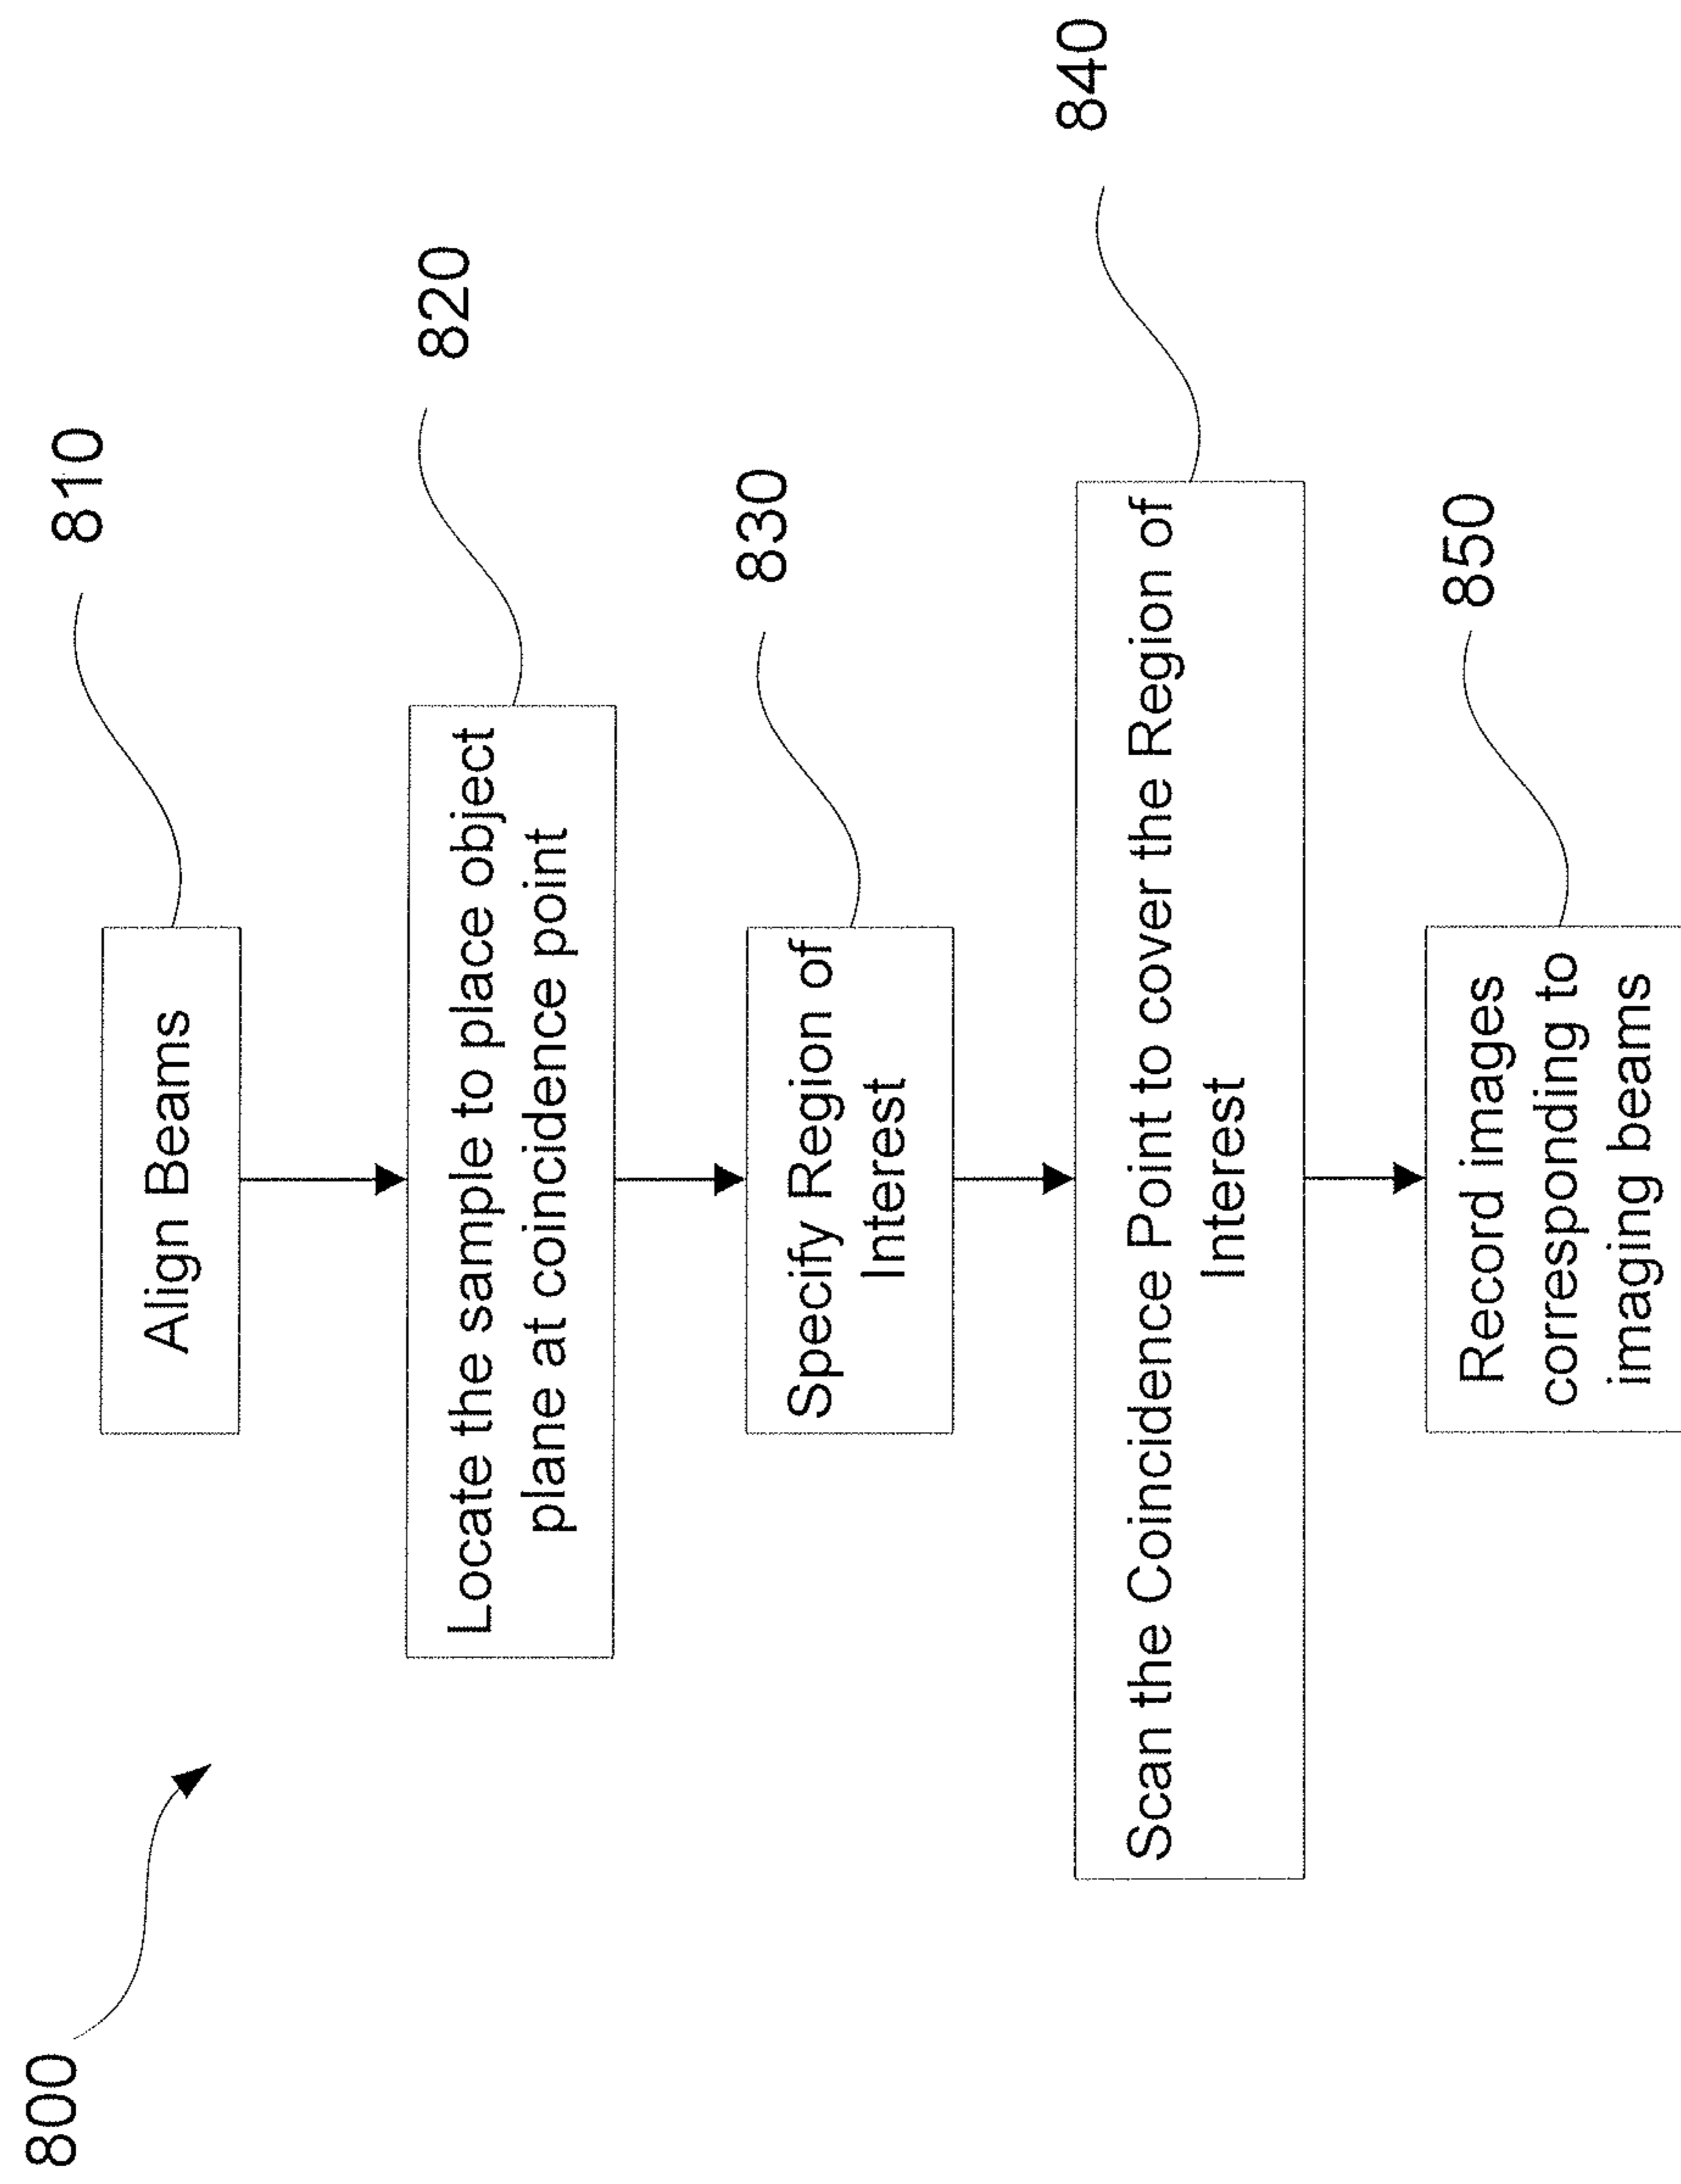 800
810
Align Beams
820
Locate the sample to place object
plane at coincidence point
830
Specify Region of
Interest
840
Scan the Coincidence Point to cover the Region of
Interest
850
Record images
corresponding to
imaging beams